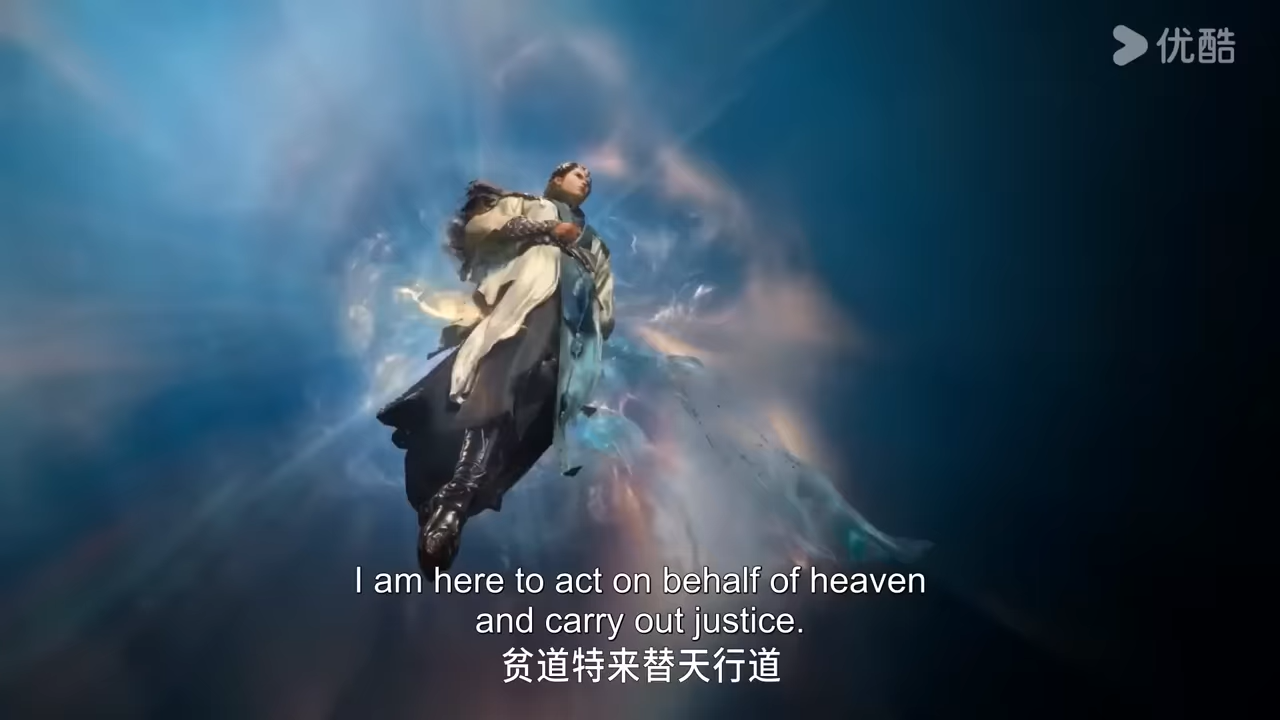 优酷
I am here to act on behalf of heaven
and carry out justice.
贫道特来替天行道